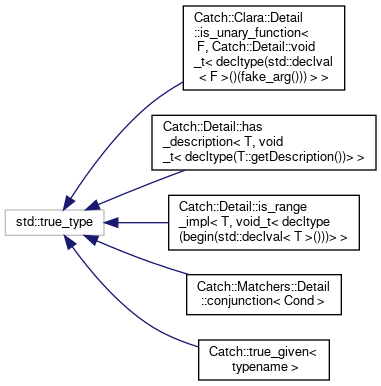 Catch::Clara::Detail
::is_unary_function<
F, Catch::Detail::void
_t< decltype(std::declval
< F >()(fake_arg())) > >
Catch::Detail::has
_description< T, void
_t< decltype(T::getDescription())> >
std::true_type
Catch::Detail::is_range
_impl< T, void_t< decltype
(begin(std::declval< T >()))> >
Catch::Matchers::Detail
::conjunction< Cond >
Catch::true_given<
typename >